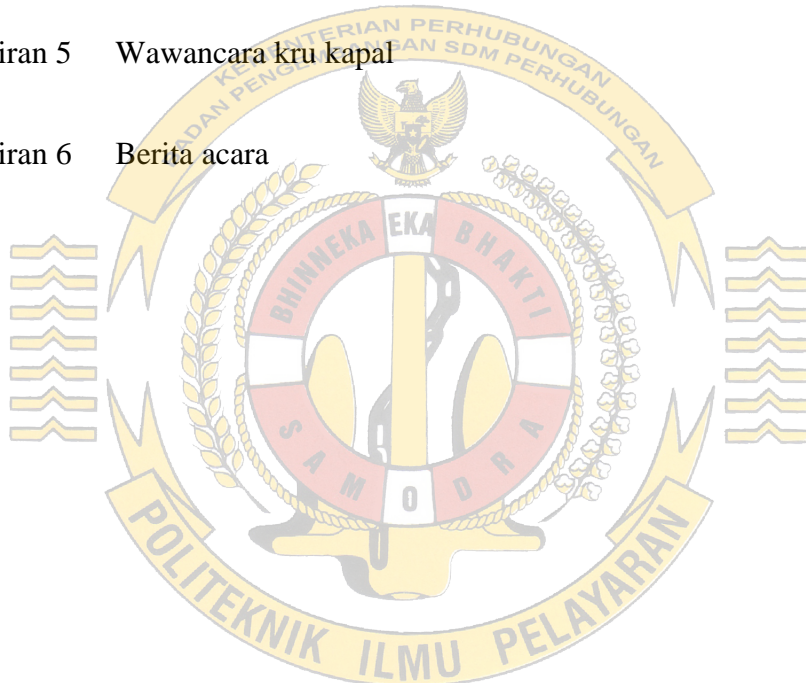 iran 5 Wawancara kru kapal
iran 6 Berita acara
KEMENTERIAN PERHUBUNGAN
BADAN PENGEMBANGAN SDM PERHUBUNGAN
BHINNEKA EKA BHAKTI
SAMODRA
POLITEKNIK ILMU PELAYARAN